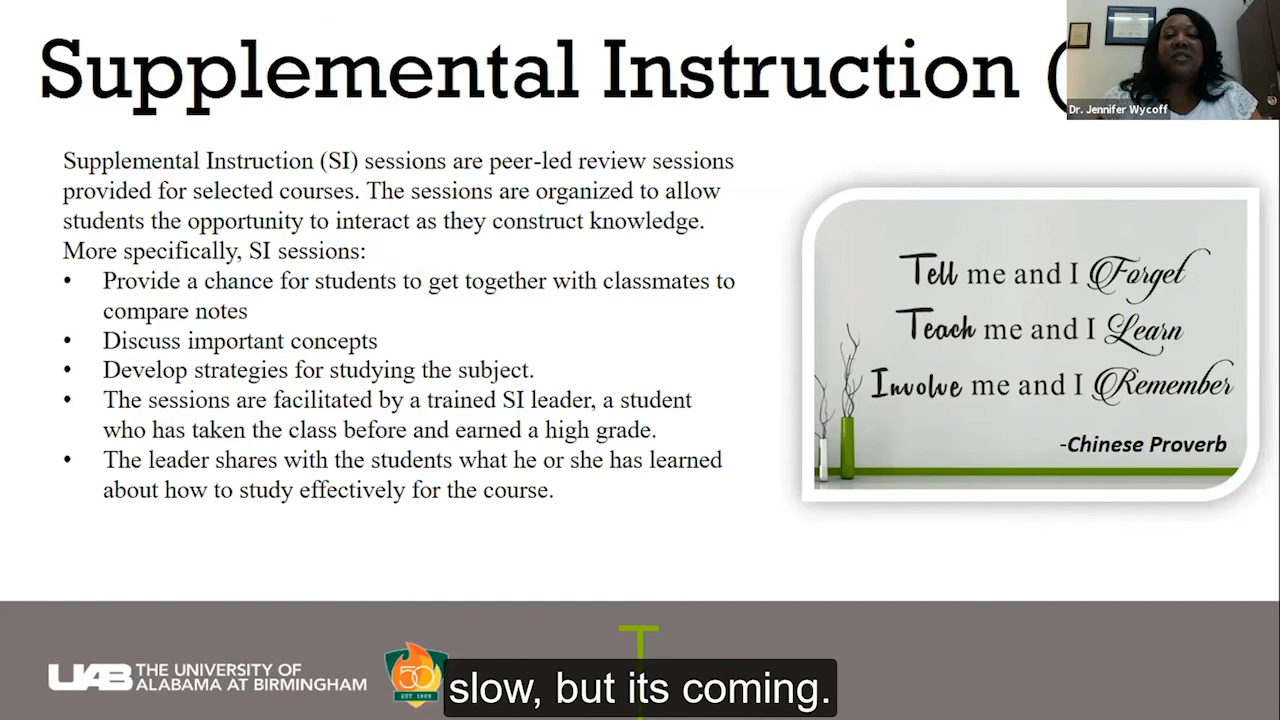 Supplemental Instruction (
Dr. Jennifer Wycoff
Supplemental Instruction (SI) sessions are peer-led review sessions
provided for selected courses. The sessions are organized to allow
students the opportunity to interact as they construct knowledge.
More specifically, SI sessions:
• Provide a chance for students to get together with classmates to
compare notes
• Discuss important concepts
• Develop strategies for studying the subject.
• The sessions are facilitated by a trained SI leader, a student
who has taken the class before and earned a high grade.
• The leader shares with the students what he or she has learned
about how to study effectively for the course.
Tell me and I Forget
Teach me and I Learn
Involve me and I Remember
-Chinese Proverb
UAB THE UNIVERSITY OF
ALABAMA AT BIRMINGHAM
50
EST. 1969
T
slow, but its coming.